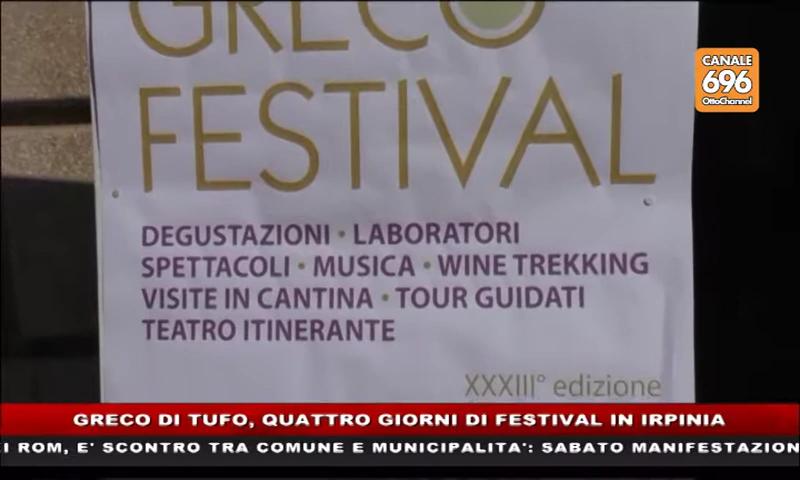 GRECO
FESTIVAL
DEGUSTAZIONI • LABORATORI
SPETTACOLI • MUSICA • WINE TREKKING
VISITE IN CANTINA • TOUR GUIDATI
TEATRO ITINERANTE
XXXIII° edizione
CANALE
696
OttoChannel
GRECO DI TUFO, QUATTRO GIORNI DI FESTIVAL IN IRPINIA
I ROM, E' SCONTRO TRA COMUNE E MUNICIPALITA': SABATO MANIFESTAZION